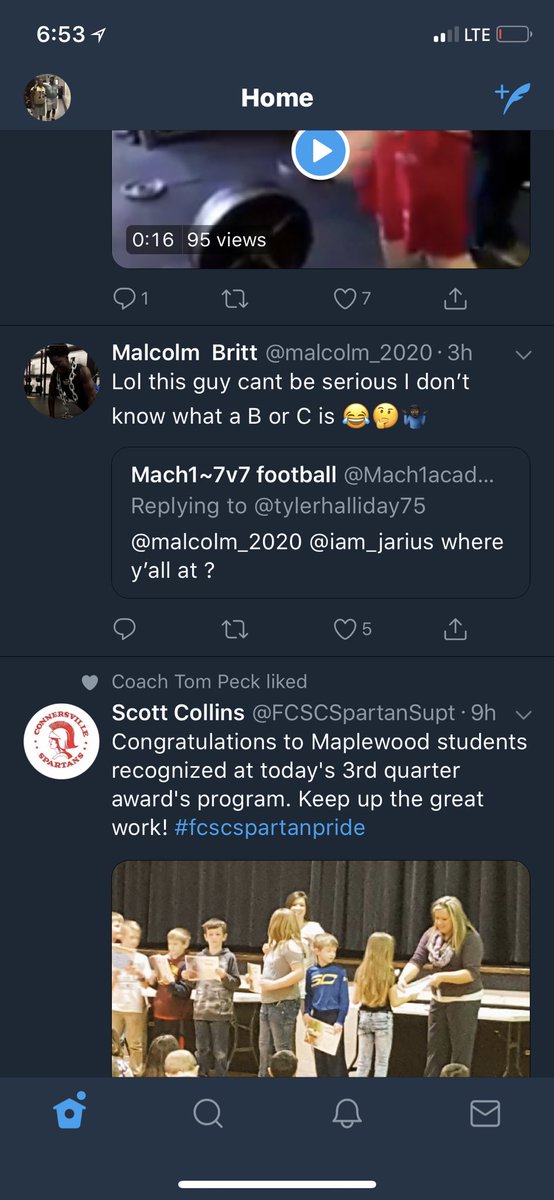 6:53 LTE
Home
0:16 95 views
1 7
Malcolm Britt @malcolm_2020 · 3h
Lol this guy cant be serious I don’t
know what a B or C is 😂🤔🤷🏿‍♂️
Mach1~7v7 football @Mach1acad...
Replying to @tylerhalliday75
@malcolm_2020 @iam_jarius where
y’all at ?
5
Coach Tom Peck liked
CONNERSVILLE
SPARTANS
Scott Collins @FCSCSpartanSupt · 9h
Congratulations to Maplewood students
recognized at today's 3rd quarter
award's program. Keep up the great
work! #fcscspartanpride